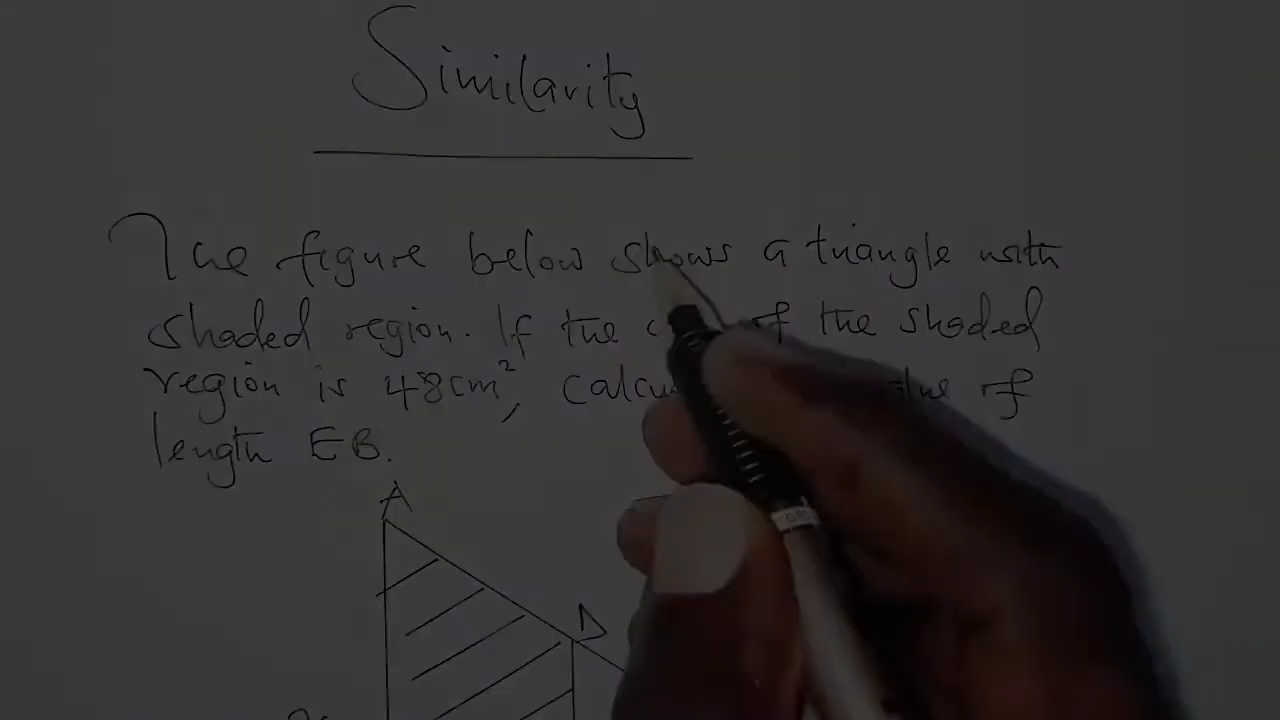 Similarity
The figure below shows a triangle with
shaded region. If the of the shaded
region is 48cm², of
length EB.
A
D